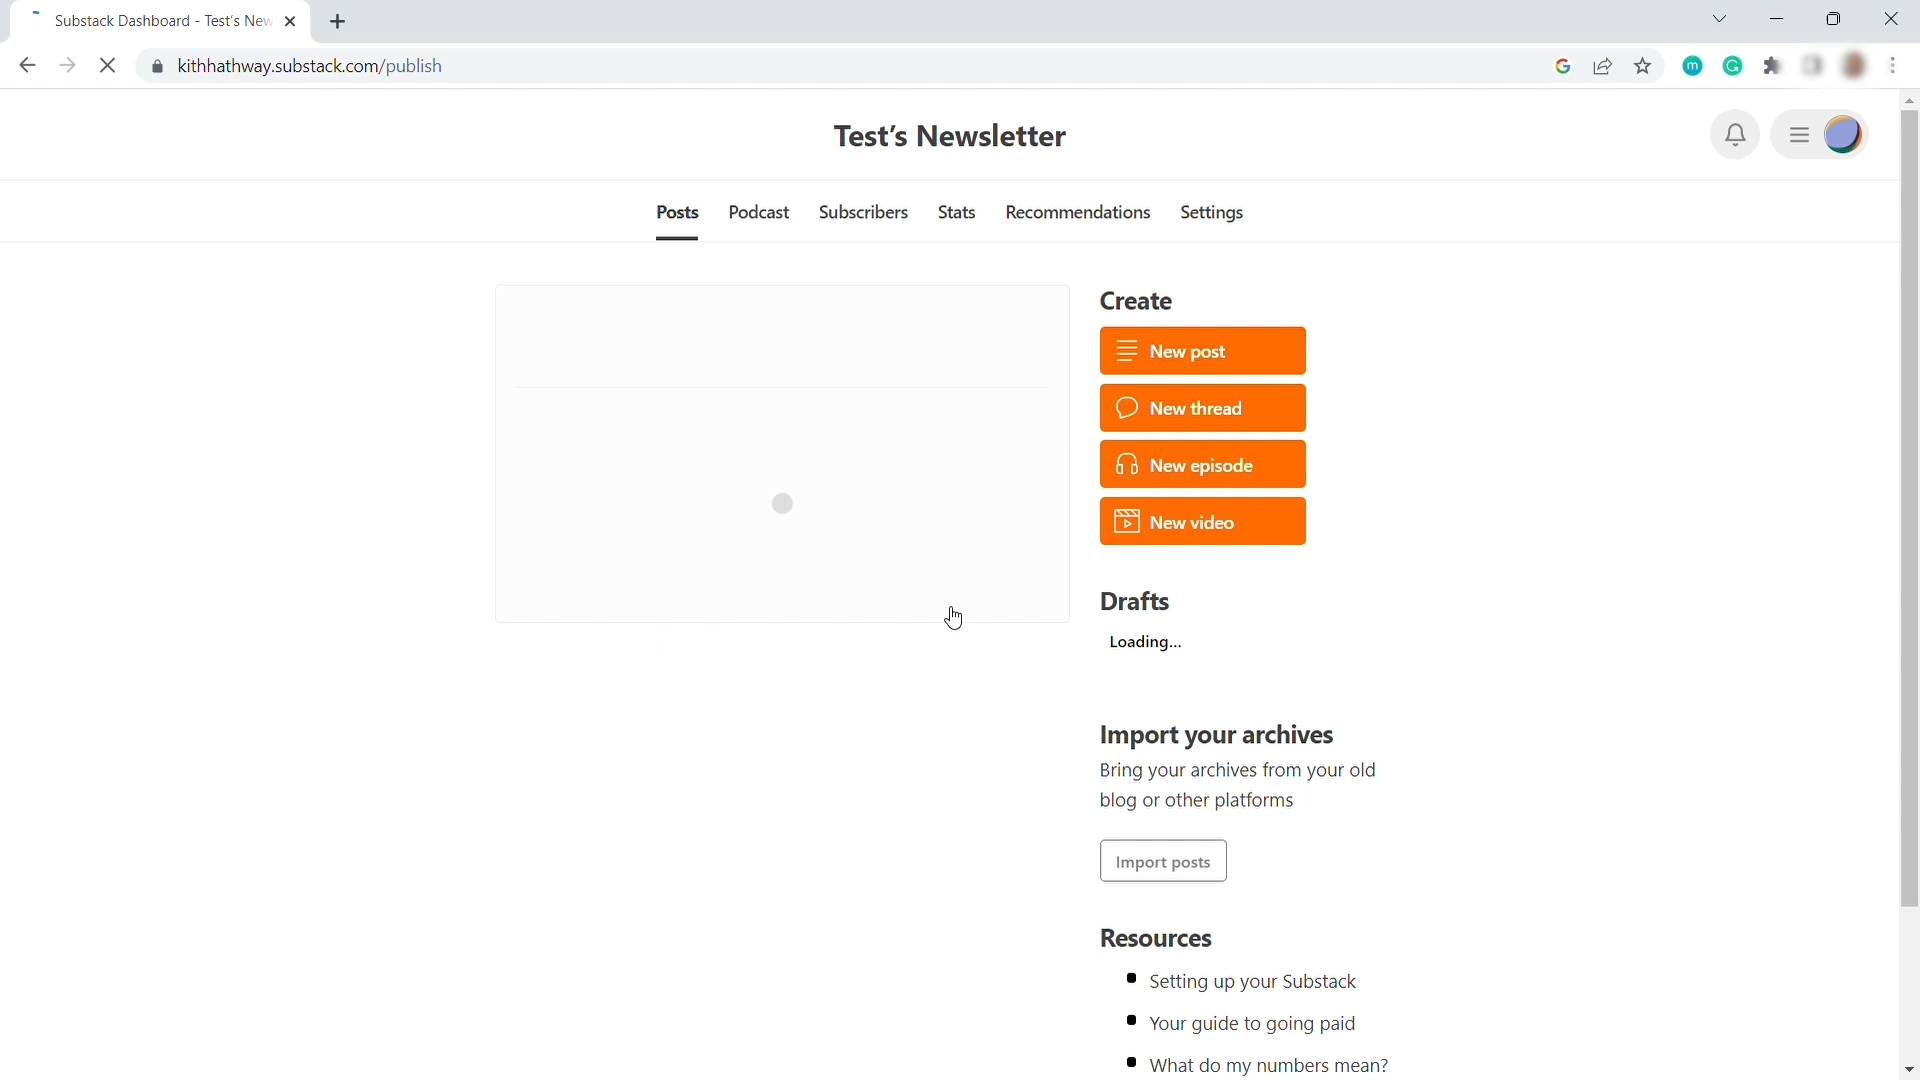 Substack Dashboard - Test's New
kithhathway.substack.com/publish
m
Test's Newsletter
Posts Podcast Subscribers Stats Recommendations Settings
Create
New post
New thread
New episode
New video
Drafts
Loading...
Import your archives
Bring your archives from your old
blog or other platforms
Import posts
Resources
Setting up your Substack
Your guide to going paid
What do my numbers mean?